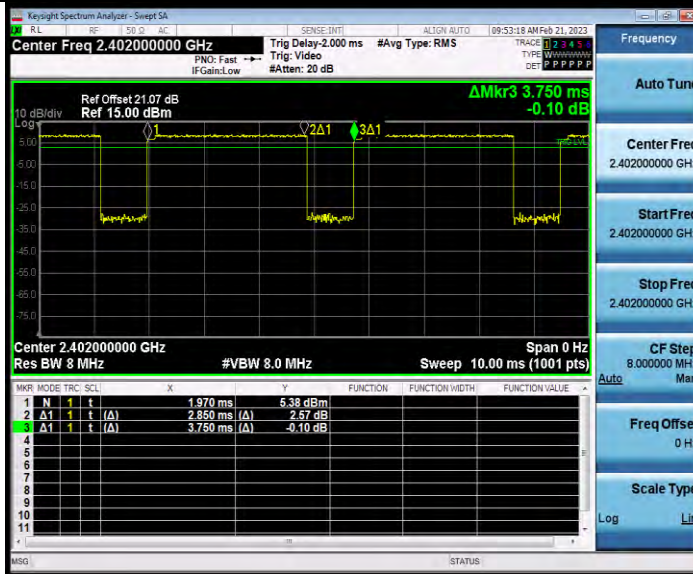 Keysight Spectrum Analyzer - Swept SA
RL RF 50 Ω AC SENSE:INT ALIGN AUTO 09:53:18 AM Feb 21, 2023
Center Freq 2.402000000 GHz
PNO: Fast
IFGain:Low
Trig Delay-2.000 ms
Trig: Video
#Atten: 20 dB
#Avg Type: RMS
TRACE 1 2 3 4 5 6
TYPE
DET P P P P P P
ΔMkr3 3.750 ms
-0.10 dB
Ref Offset 21.07 dB
10 dB/div Ref 15.00 dBm
Log
1
2Δ1
3Δ1
TRIG LVL
5.00
-5.00
-15.0
-25.0
-35.0
-45.0
-55.0
-65.0
-75.0
Center 2.402000000 GHz Span 0 Hz
Res BW 8 MHz #VBW 8.0 MHz Sweep 10.00 ms (1001 pts)
MKR MODE TRC SCL X Y FUNCTION FUNCTION WIDTH FUNCTION VALUE
1 N 1 t 1.970 ms 5.38 dBm
2 Δ1 1 t (Δ) 2.850 ms (Δ) 2.57 dB
3 Δ1 1 t (Δ) 3.750 ms (Δ) -0.10 dB
4
5
6
7
8
9
10
11
MSG STATUS
Frequency
Auto Tune
Center Freq
2.402000000 GHz
Start Freq
2.402000000 GHz
Stop Freq
2.402000000 GHz
CF Step
8.000000 MHz
Auto Man
Freq Offset
0 Hz
Scale Type
Log Lin